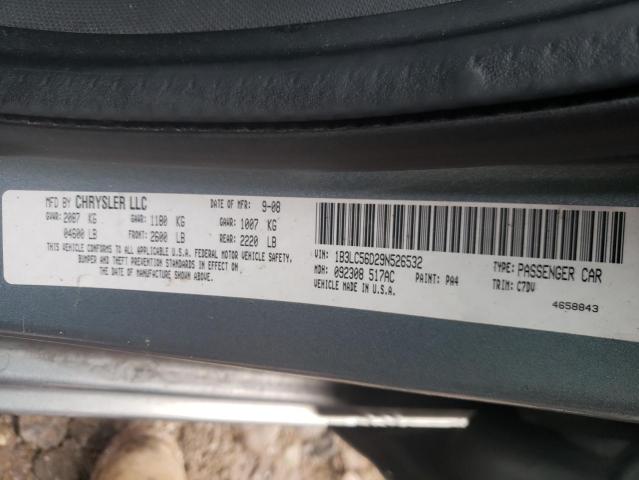 MFD BY CHRYSLER LLC DATE OF MFR 9-08
GVWR: 2087 KG GAWR: 1180 KG GAWR: 1007 KG
04600 LB FRONT: 2600 LB REAR: 2220 LB
THIS VEHICLE CONFORMS TO ALL APPLICABLE U.S.A. FEDERAL MOTOR VEHICLE SAFETY,
BUMPER AND THEFT PREVENTION STANDARDS IN EFFECT ON
THE DATE OF MANUFACTURE SHOWN ABOVE.
VIN: 1B3LC56D29N526532 TYPE: PASSENGER CAR
MDH: 092308 517AC PAINT: PA4 TRIM: C7DV
VEHICLE MADE IN U.S.A. 4658843